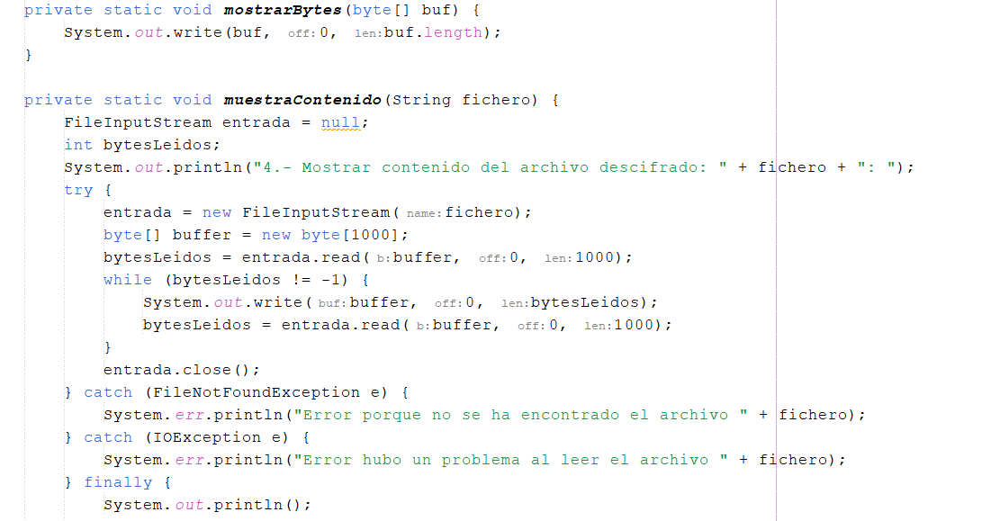 private static void mostrarBytes(byte[] buf) {
System.out.write(buf, off: 0, len: buf.length);
}
private static void muestraContenido(String fichero) {
FileInputStream entrada = null;
int bytesLeidos;
System.out.println("4.- Mostrar contenido del archivo descifrado: " + fichero + ": ");
try {
entrada = new FileInputStream( name: fichero);
byte[] buffer = new byte[1000];
bytesLeidos = entrada.read( b: buffer, off: 0, len: 1000);
while (bytesLeidos != -1) {
System.out.write( buf: buffer, off: 0, len: bytesLeidos);
bytesLeidos = entrada.read( b: buffer, off: 0, len: 1000);
}
entrada.close();
} catch (FileNotFoundException e) {
System.err.println("Error porque no se ha encontrado el archivo " + fichero);
} catch (IOException e) {
System.err.println("Error hubo un problema al leer el archivo " + fichero);
} finally {
System.out.println();